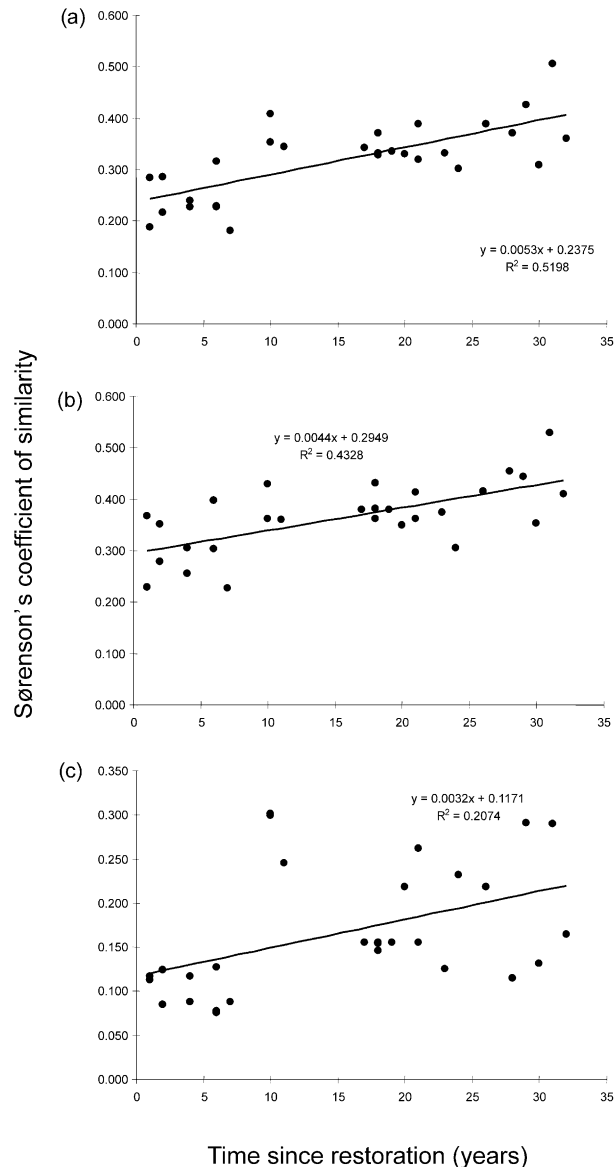 Sørenson's coefficient of similarity
(a)
0.600
0.500
0.400
0.300
0.200
0.100
0.000
y = 0.0053x + 0.2375
R² = 0.5198
0 5 10 15 20 25 30 35
(b)
0.600
0.500
0.400
0.300
0.200
0.100
0.000
y = 0.0044x + 0.2949
R² = 0.4328
0 5 10 15 20 25 30 35
(c)
0.350
0.300
0.250
0.200
0.150
0.100
0.050
0.000
y = 0.0032x + 0.1171
R² = 0.2074
0 5 10 15 20 25 30 35
Time since restoration (years)